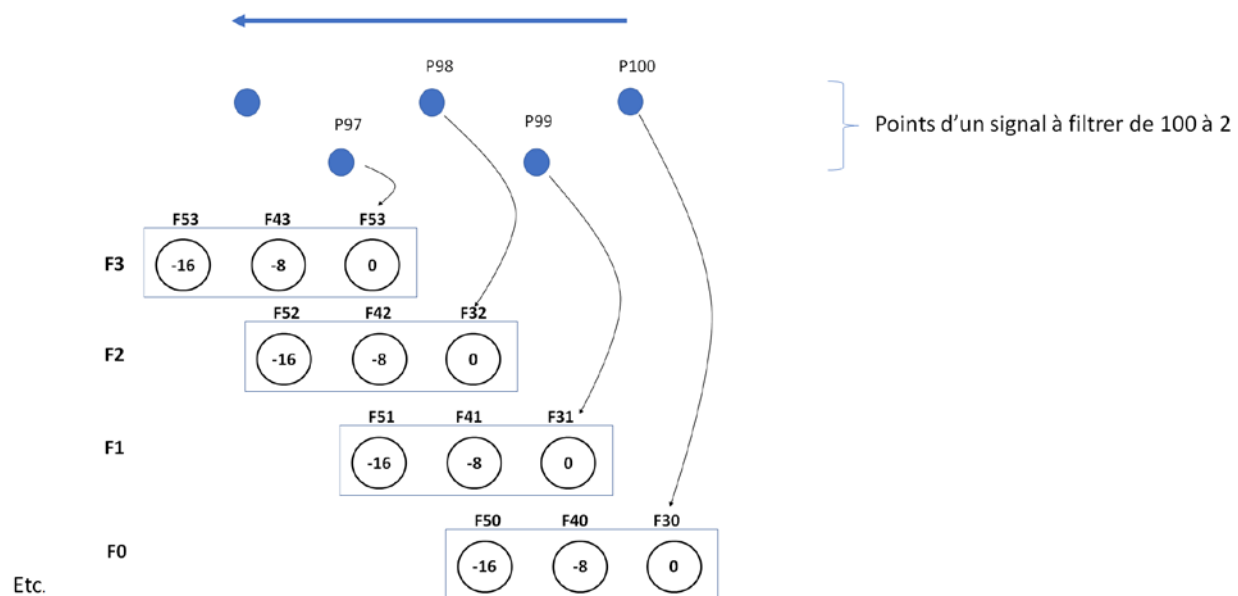 P98 P100
P97 P99
Points d'un signal à filtrer de 100 à 2
F53 F43 F53
F3 -16 -8 0
F52 F42 F32
F2 -16 -8 0
F51 F41 F31
F1 -16 -8 0
F50 F40 F30
F0 -16 -8 0
Etc.